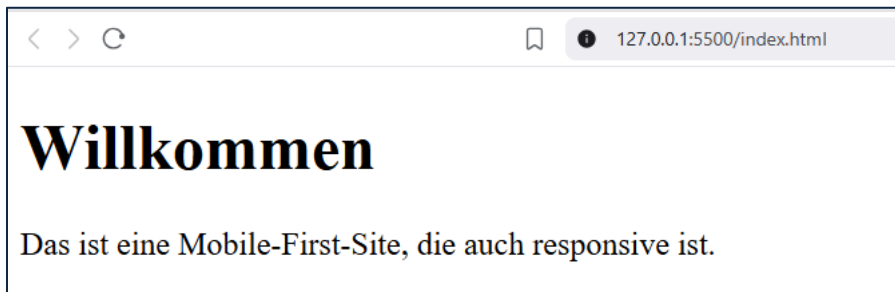 127.0.0.1:5500/index.html
Willkommen
Das ist eine Mobile-First-Site, die auch responsive ist.